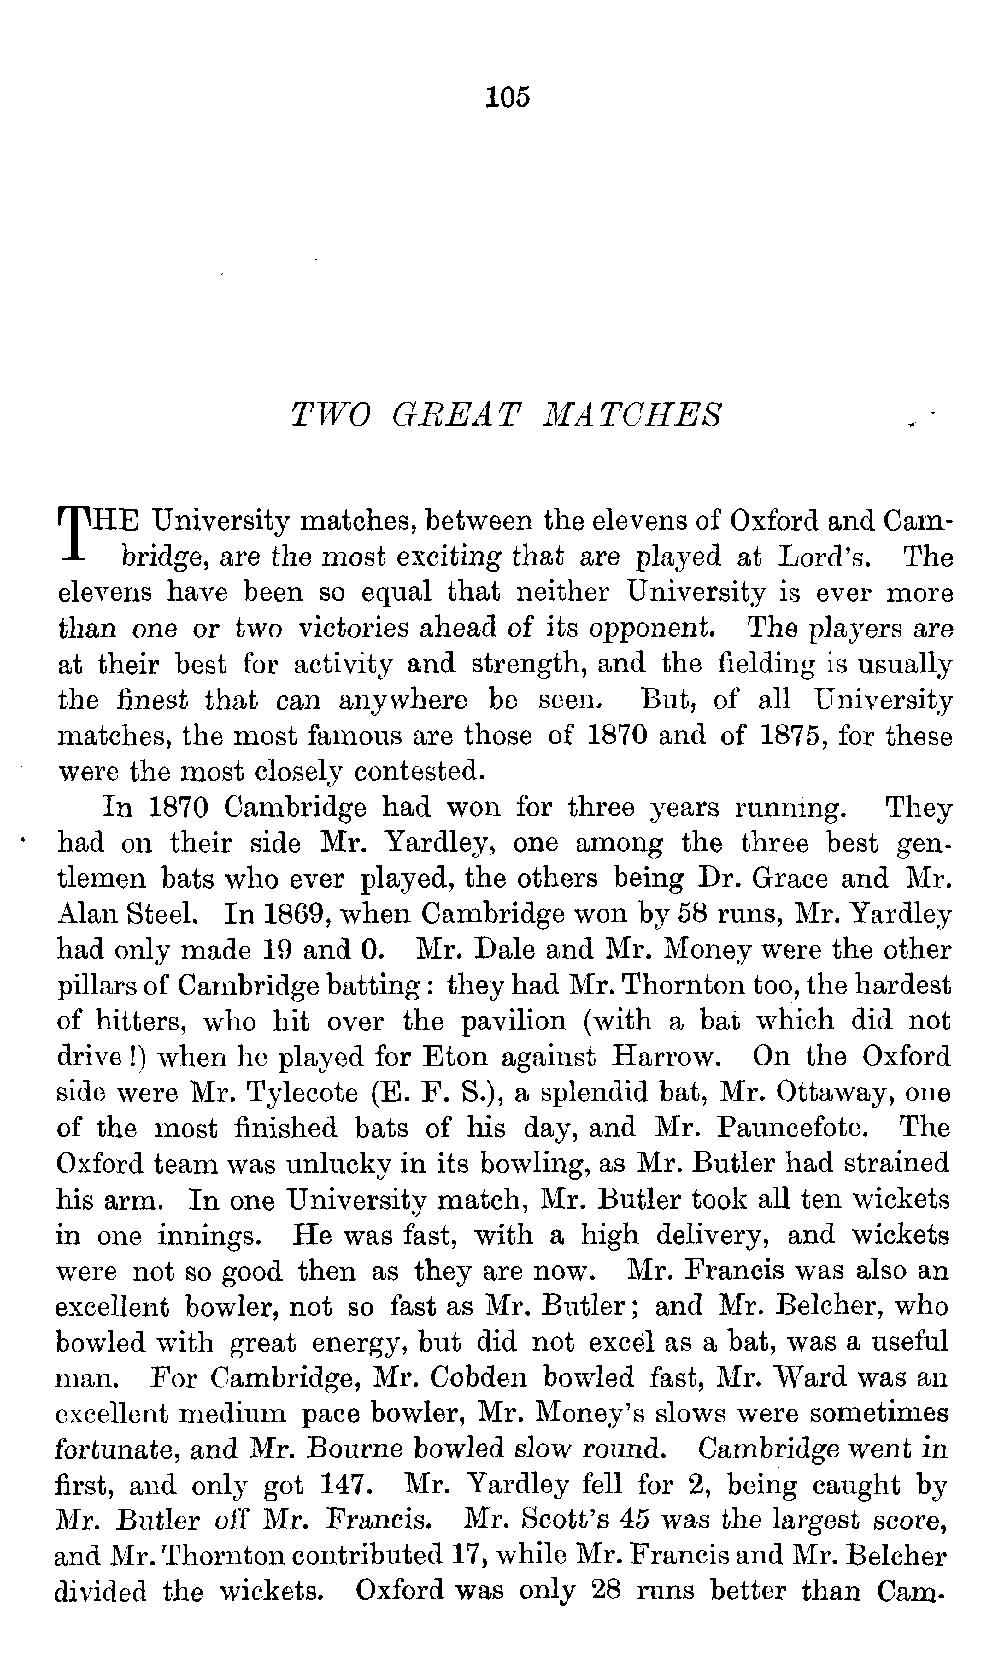 105
TWO GREAT MATCHES
THE University matches, between the elevens of Oxford and Cam-
bridge, are the most exciting that are played at Lord's. The
elevens have been so equal that neither University is ever more
than one or two victories ahead of its opponent. The players are
at their best for activity and strength, and the fielding is usually
the finest that can anywhere be seen. But, of all University
matches, the most famous are those of 1870 and of 1875, for these
were the most closely contested.
In 1870 Cambridge had won for three years running. They
had on their side Mr. Yardley, one among the three best gen-
tlemen bats who ever played, the others being Dr. Grace and Mr.
Alan Steel. In 1869, when Cambridge won by 58 runs, Mr. Yardley
had only made 19 and 0. Mr. Dale and Mr. Money were the other
pillars of Cambridge batting: they had Mr. Thornton too, the hardest
of hitters, who hit over the pavilion (with a bat which did not
drive!) when he played for Eton against Harrow. On the Oxford
side were Mr. Tylecote (E. F. S.), a splendid bat, Mr. Ottaway, one
of the most finished bats of his day, and Mr. Pauncefote. The
Oxford team was unlucky in its bowling, as Mr. Butler had strained
his arm. In one University match, Mr. Butler took all ten wickets
in one innings. He was fast, with a high delivery, and wickets
were not so good then as they are now. Mr. Francis was also an
excellent bowler, not so fast as Mr. Butler; and Mr. Belcher, who
bowled with great energy, but did not excel as a bat, was a useful
man. For Cambridge, Mr. Cobden bowled fast, Mr. Ward was an
excellent medium pace bowler, Mr. Money's slows were sometimes
fortunate, and Mr. Bourne bowled slow round. Cambridge went in
first, and only got 147. Mr. Yardley fell for 2, being caught by
Mr. Butler off Mr. Francis. Mr. Scott's 45 was the largest score,
and Mr. Thornton contributed 17, while Mr. Francis and Mr. Belcher
divided the wickets. Oxford was only 28 runs better than Cam-